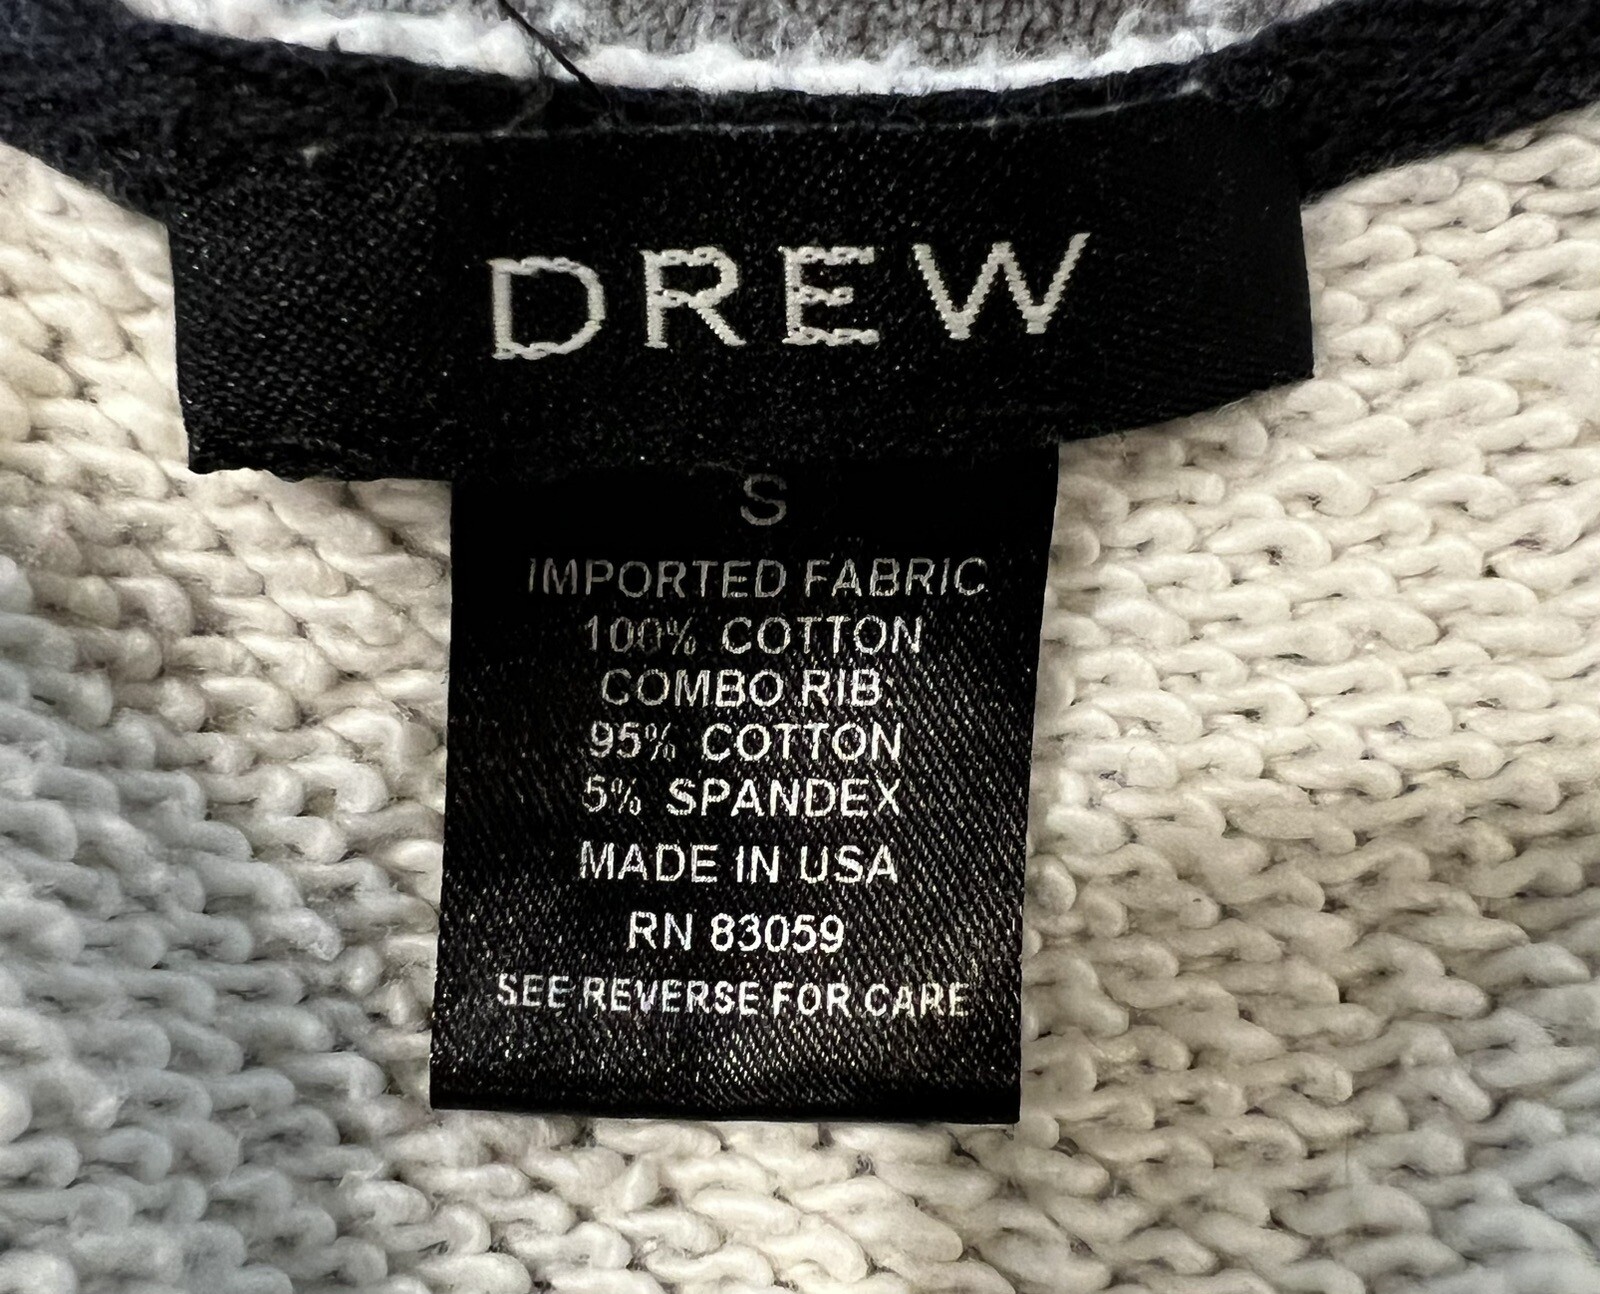 DREW
S
IMPORTED FABRIC
100% COTTON
COMBO RIB:
95% COTTON
5% SPANDEX
MADE IN USA
RN 83059
SEE REVERSE FOR CARE